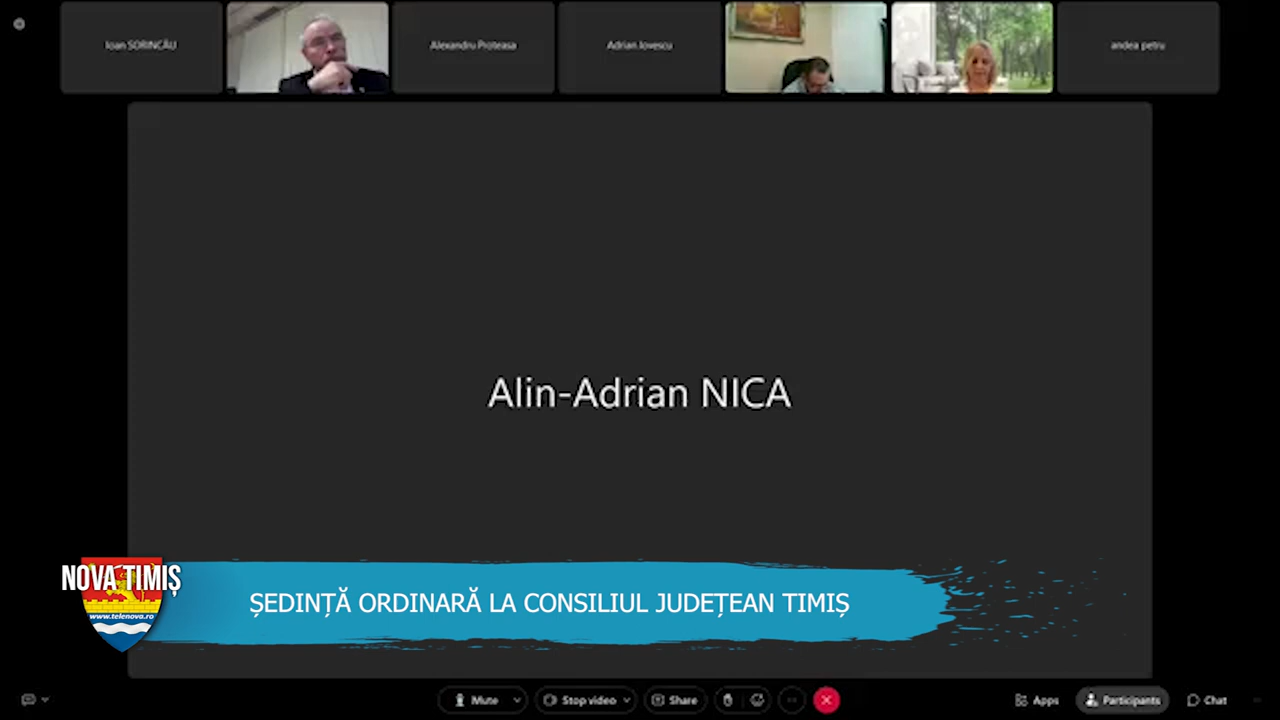 Ioan SORINCĂU
Alexandru Proteasa
Adrian Iovescu
andea petru
Alin-Adrian NICA
NOVA TIMIȘ
www.telenova.ro
ȘEDINȚĂ ORDINARĂ LA CONSILIUL JUDEȚEAN TIMIȘ
Mute
Stop video
Share
Apps
Participants
Chat